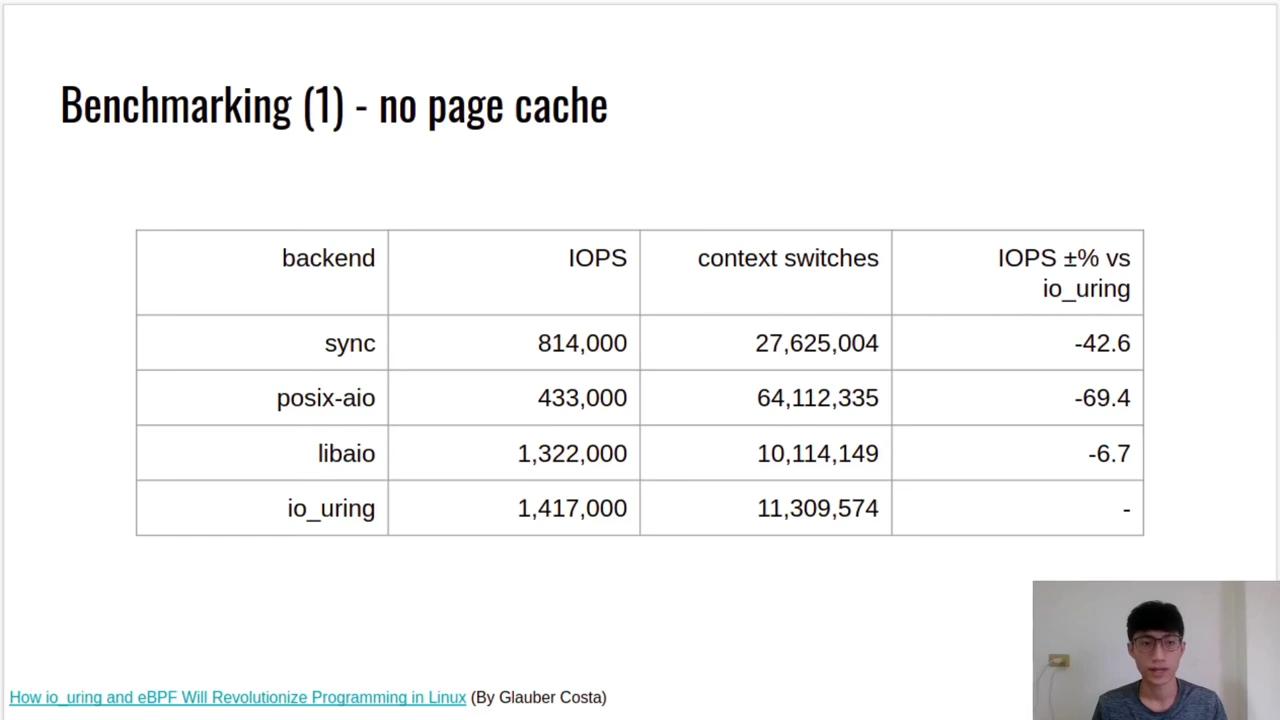 Benchmarking (1) - no page cache
backend IOPS context switches IOPS ±% vs io_uring
sync 814,000 27,625,004 -42.6
posix-aio 433,000 64,112,335 -69.4
libaio 1,322,000 10,114,149 -6.7
io_uring 1,417,000 11,309,574 -
How io_uring and eBPF Will Revolutionize Programming in Linux (By Glauber Costa)